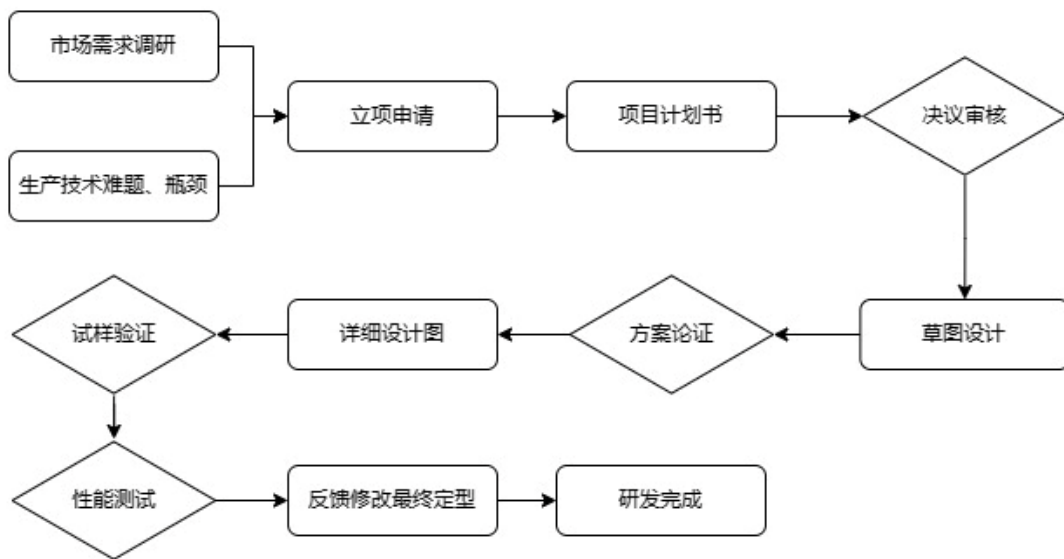 市场需求调研
生产技术难题、瓶颈
立项申请
项目计划书
决议审核
草图设计
方案论证
详细设计图
试样验证
性能测试
反馈修改最终定型
研发完成